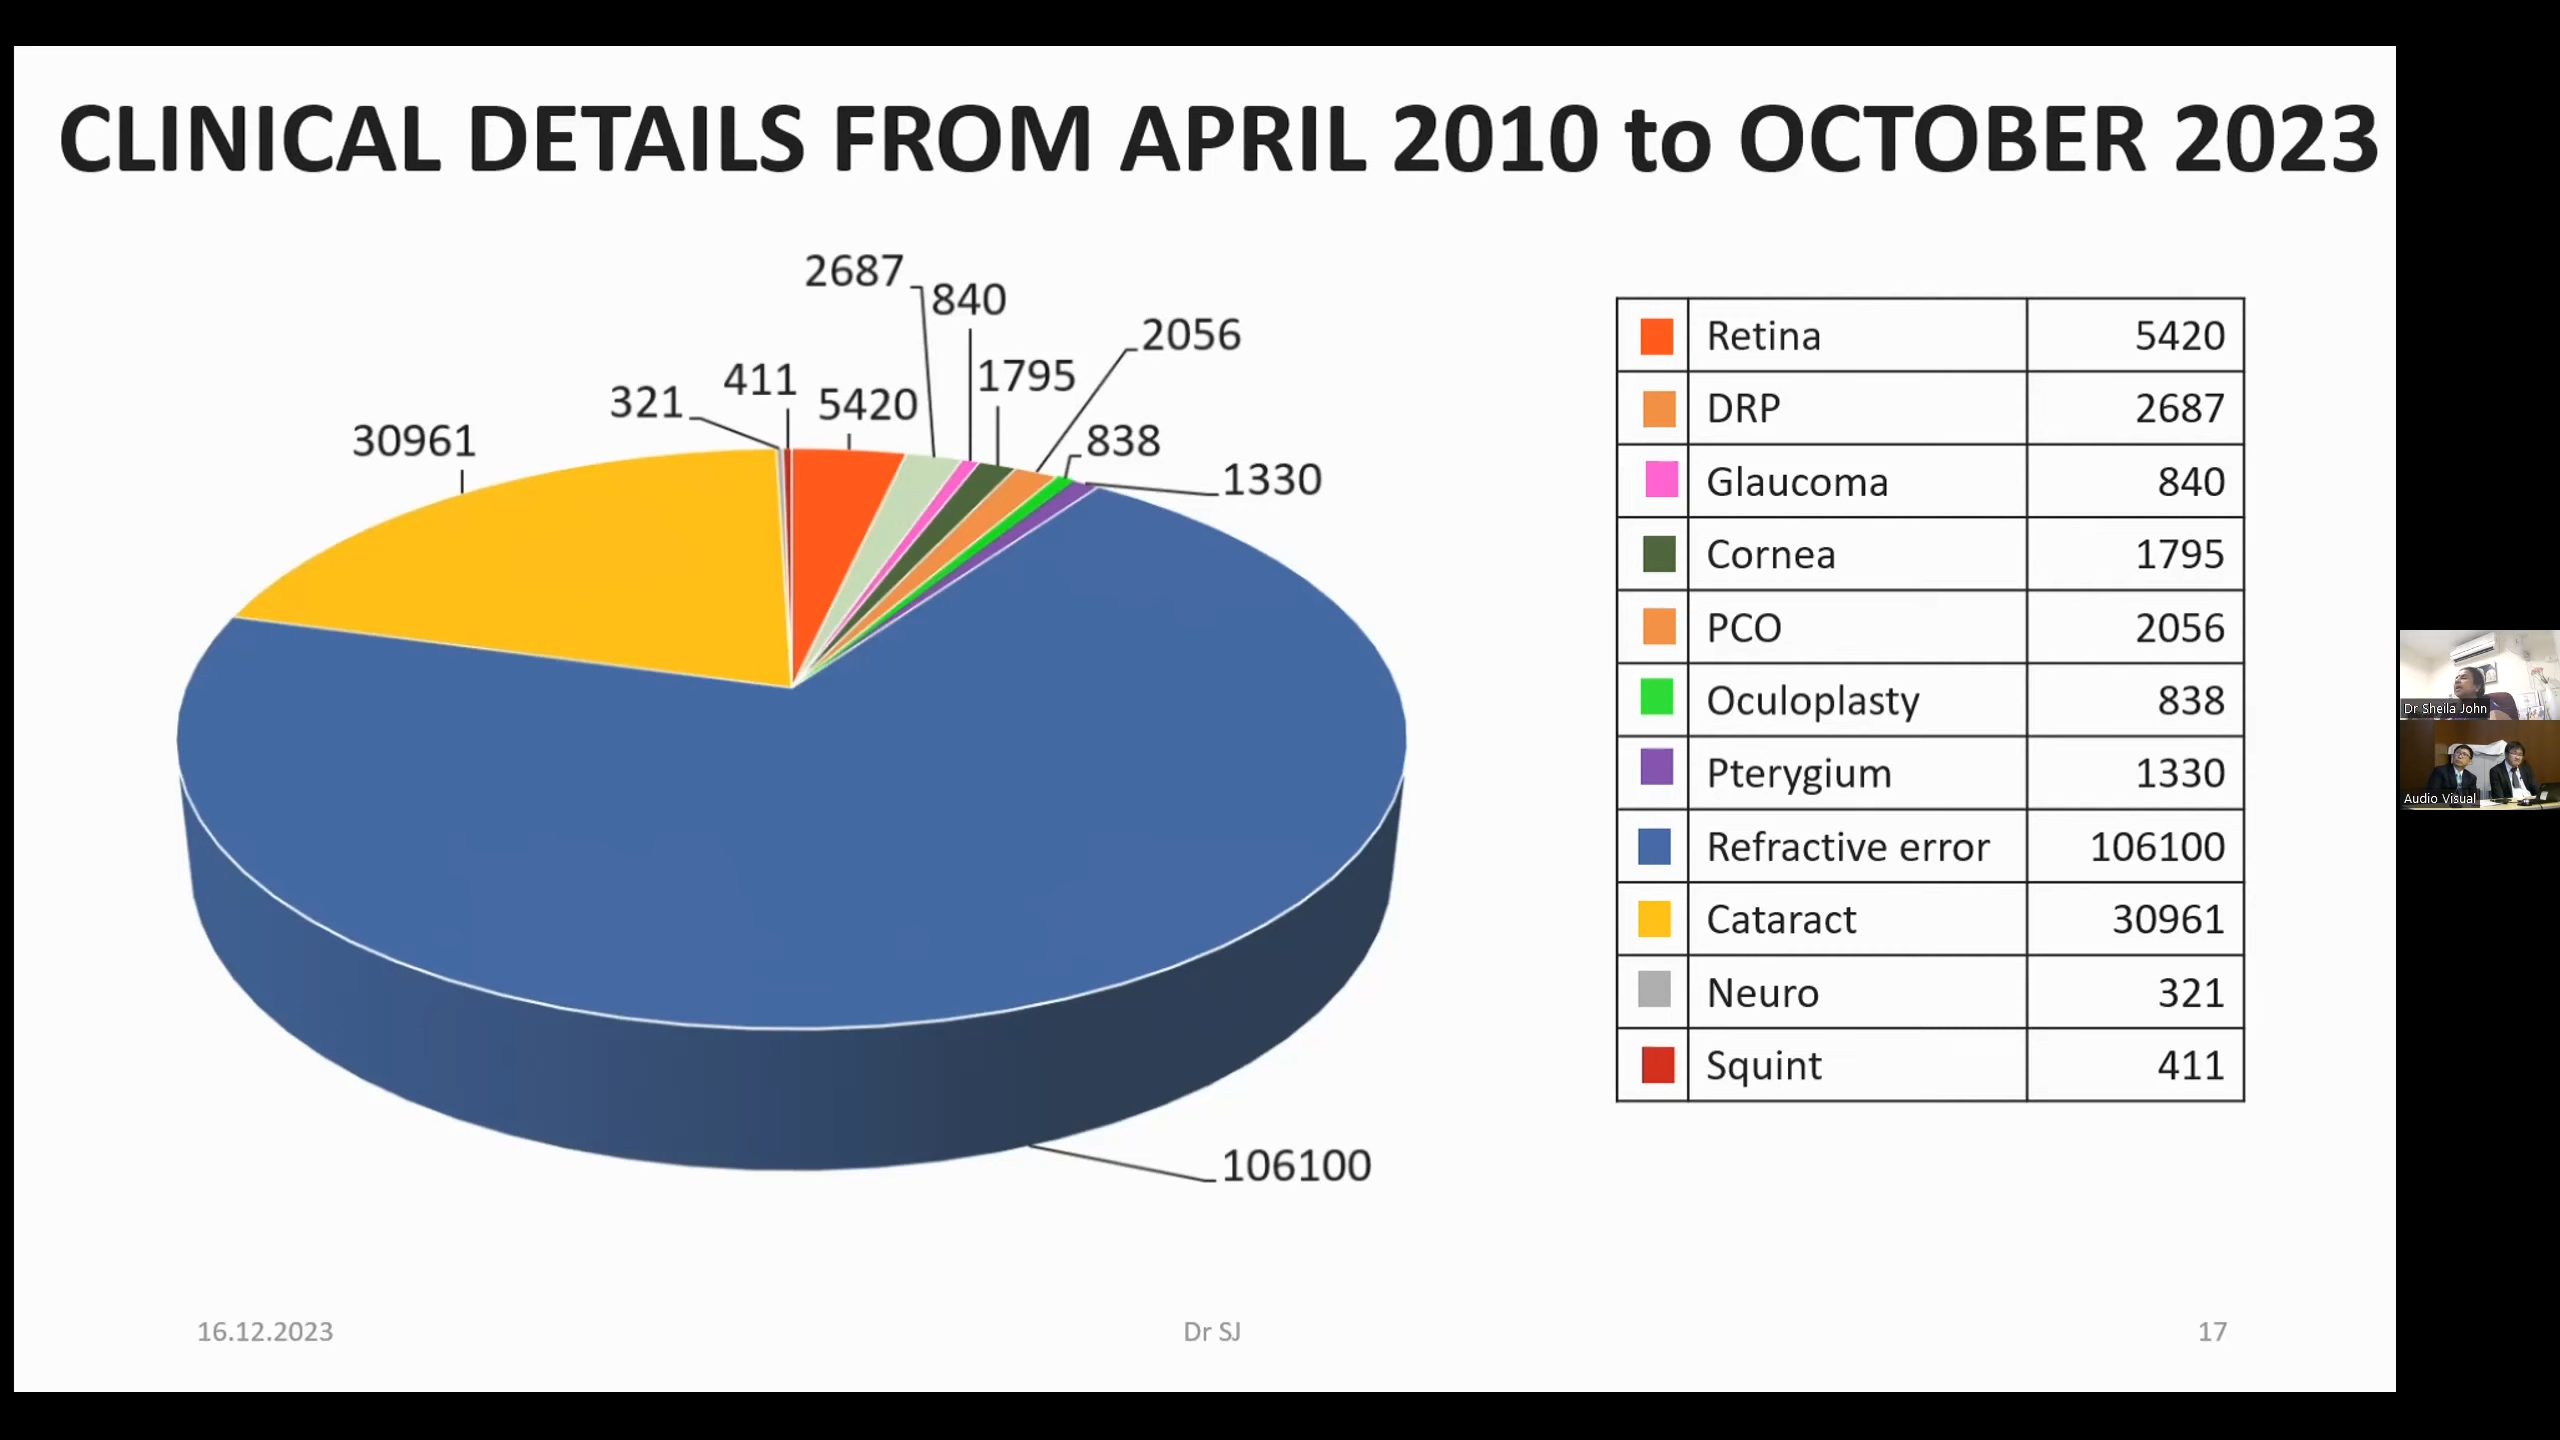 CLINICAL DETAILS FROM APRIL 2010 to OCTOBER 2023
2687
840
2056
1795
411
5420
321
838
30961
1330
106100
Retina 5420
DRP 2687
Glaucoma 840
Cornea 1795
PCO 2056
Oculoplasty 838
Pterygium 1330
Refractive error 106100
Cataract 30961
Neuro 321
Squint 411
Dr Sheila John
Audio Visual
16.12.2023
Dr SJ
17